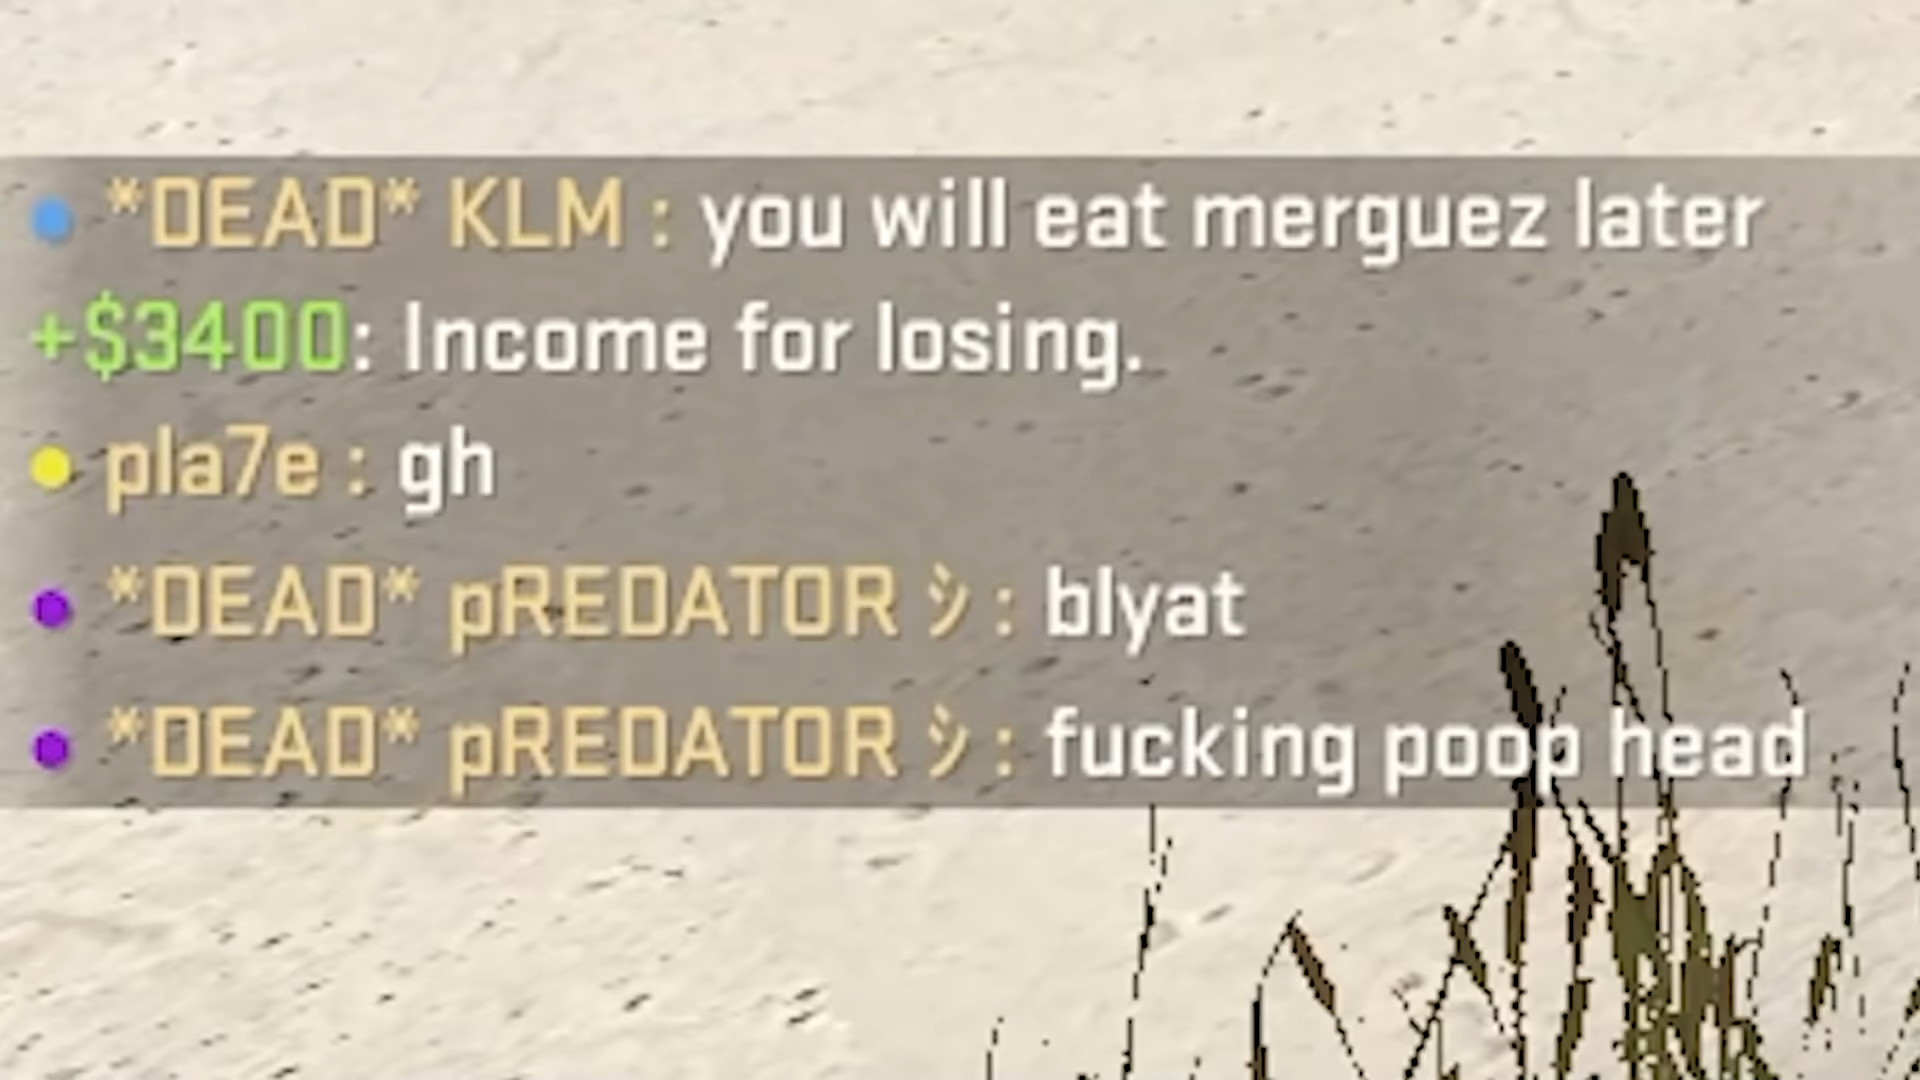 *DEAD* KLM : you will eat merguez later
+$3400: Income for losing.
pla7e : gh
*DEAD* pREDATOR シ : blyat
*DEAD* pREDATOR シ : fucking poop head